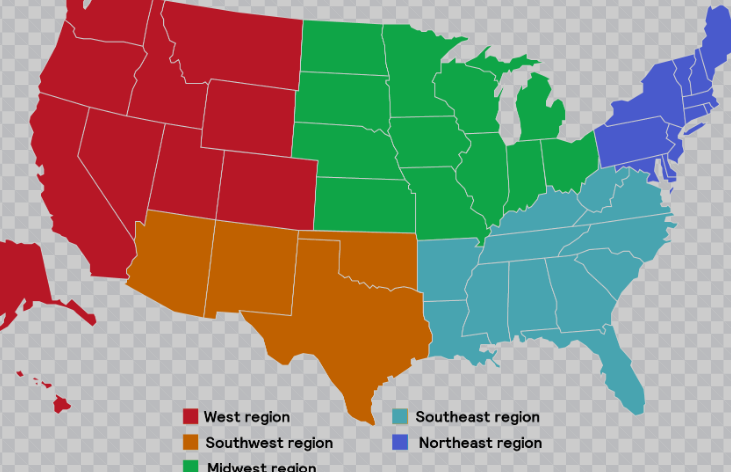 West region
Southwest region
Midwest region
Southeast region
Northeast region